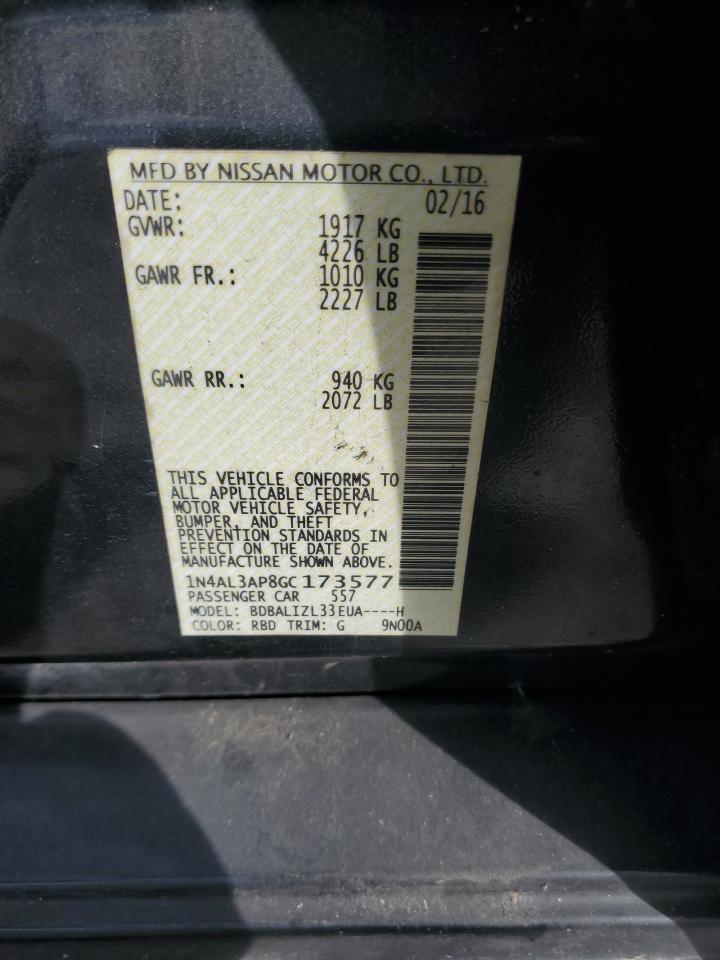 MFD BY NISSAN MOTOR CO., LTD.
DATE: 02/16
GVWR: 1917 KG
4226 LB
GAWR FR.: 1010 KG
2227 LB
GAWR RR.: 940 KG
2072 LB
THIS VEHICLE CONFORMS TO
ALL APPLICABLE FEDERAL
MOTOR VEHICLE SAFETY,
BUMPER, AND THEFT
PREVENTION STANDARDS IN
EFFECT ON THE DATE OF
MANUFACTURE SHOWN ABOVE.
1N4AL3AP8GC173577
PASSENGER CAR 557
MODEL: BDBALIZL33EUA----H
COLOR: RBD TRIM: G 9N00A